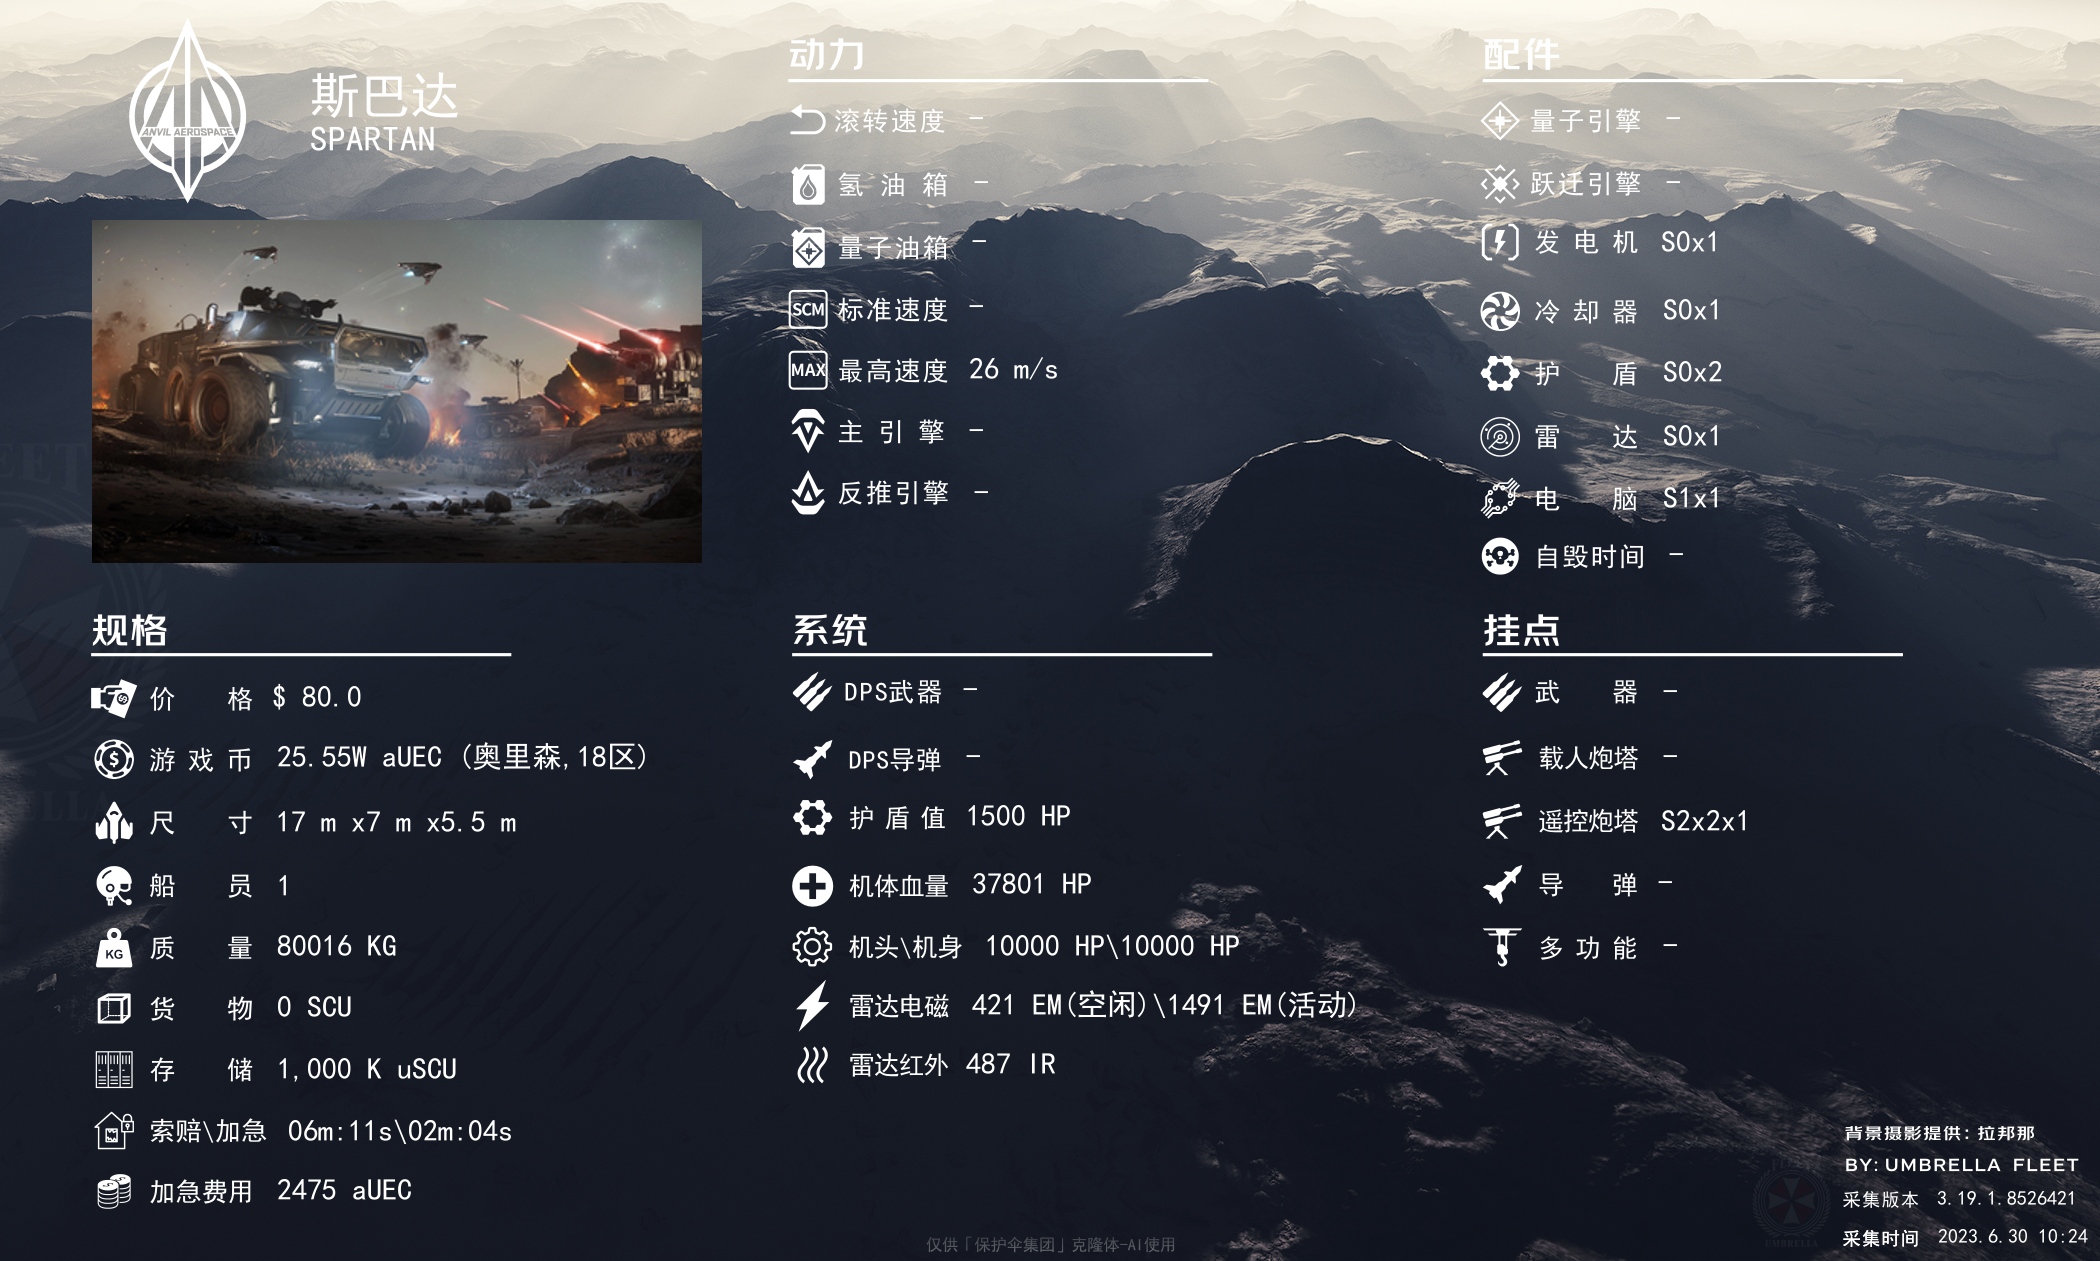 ANVIL AEROSPACE
斯巴达
SPARTAN
动力
滚转速度 -
氢油箱 -
量子油箱 -
SCM 标准速度 -
MAX 最高速度 26 m/s
主引擎 -
反推引擎 -
配件
量子引擎 -
跃迁引擎 -
发电机 S0x1
冷却器 S0x1
护盾 S0x2
雷达 S0x1
电脑 S1x1
自毁时间 -
规格
价格 $ 80.0
游戏币 25.55W aUEC (奥里森,18区)
尺寸 17 m x7 m x5.5 m
船员 1
KG 质量 80016 KG
货物 0 SCU
存储 1,000 K uSCU
索赔\加急 06m:11s\02m:04s
加急费用 2475 aUEC
系统
DPS武器 -
DPS导弹 -
护盾值 1500 HP
机体血量 37801 HP
机头\机身 10000 HP\10000 HP
雷达电磁 421 EM(空闲)\1491 EM(活动)
雷达红外 487 IR
挂点
武器 -
载人炮塔 -
遥控炮塔 S2x2x1
导弹 -
多功能 -
背景摄影提供: 拉邦那
BY: UMBRELLA FLEET
采集版本 3.19.1.8526421
采集时间 2023.6.30 10:24
仅供「保护伞集团」克隆体-AI使用